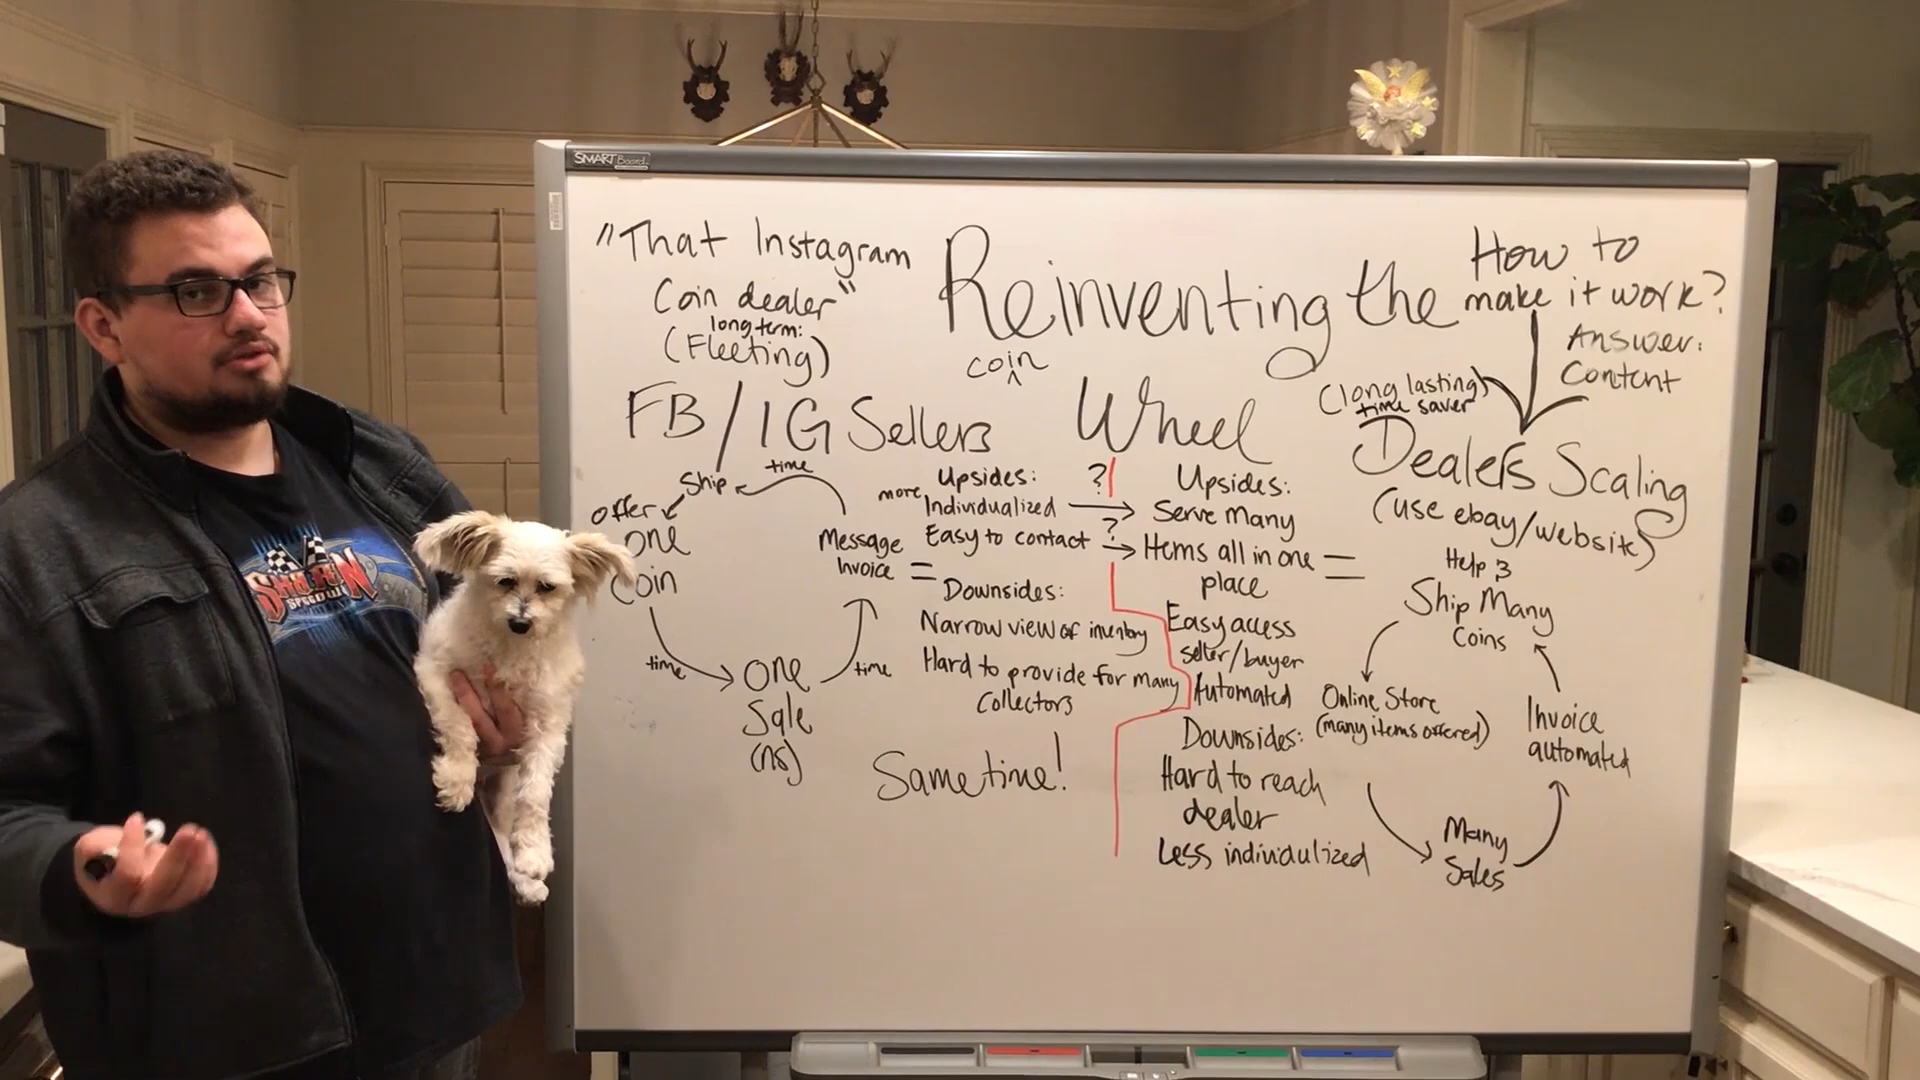 SMART Board
"That Instagram
Coin dealer"
long term:
(Fleeting)
Reinventing the
coin ^
Wheel
How to
make it work?
Answer:
Content
(long lasting)
time saver
FB/IG Sellers
Ship
time
offer
one
Coin
time
One
Sale
(ns)
time
Message
Invoice =
Upsides:
more Individualized
Easy to contact
Downsides:
Narrow view of inventory
Hard to provide for many
Collectors
Same time!
?
?
Upsides:
Serve Many
Items all in one =
place
Easy access
seller/buyer
Automated
Downsides:
Hard to reach
dealer
Less individulized
Dealers Scaling
(use ebay/website)
Help &
Ship Many
Coins
Online Store
(many items offered)
Many
Sales
Invoice
automated
SPEEDWAY